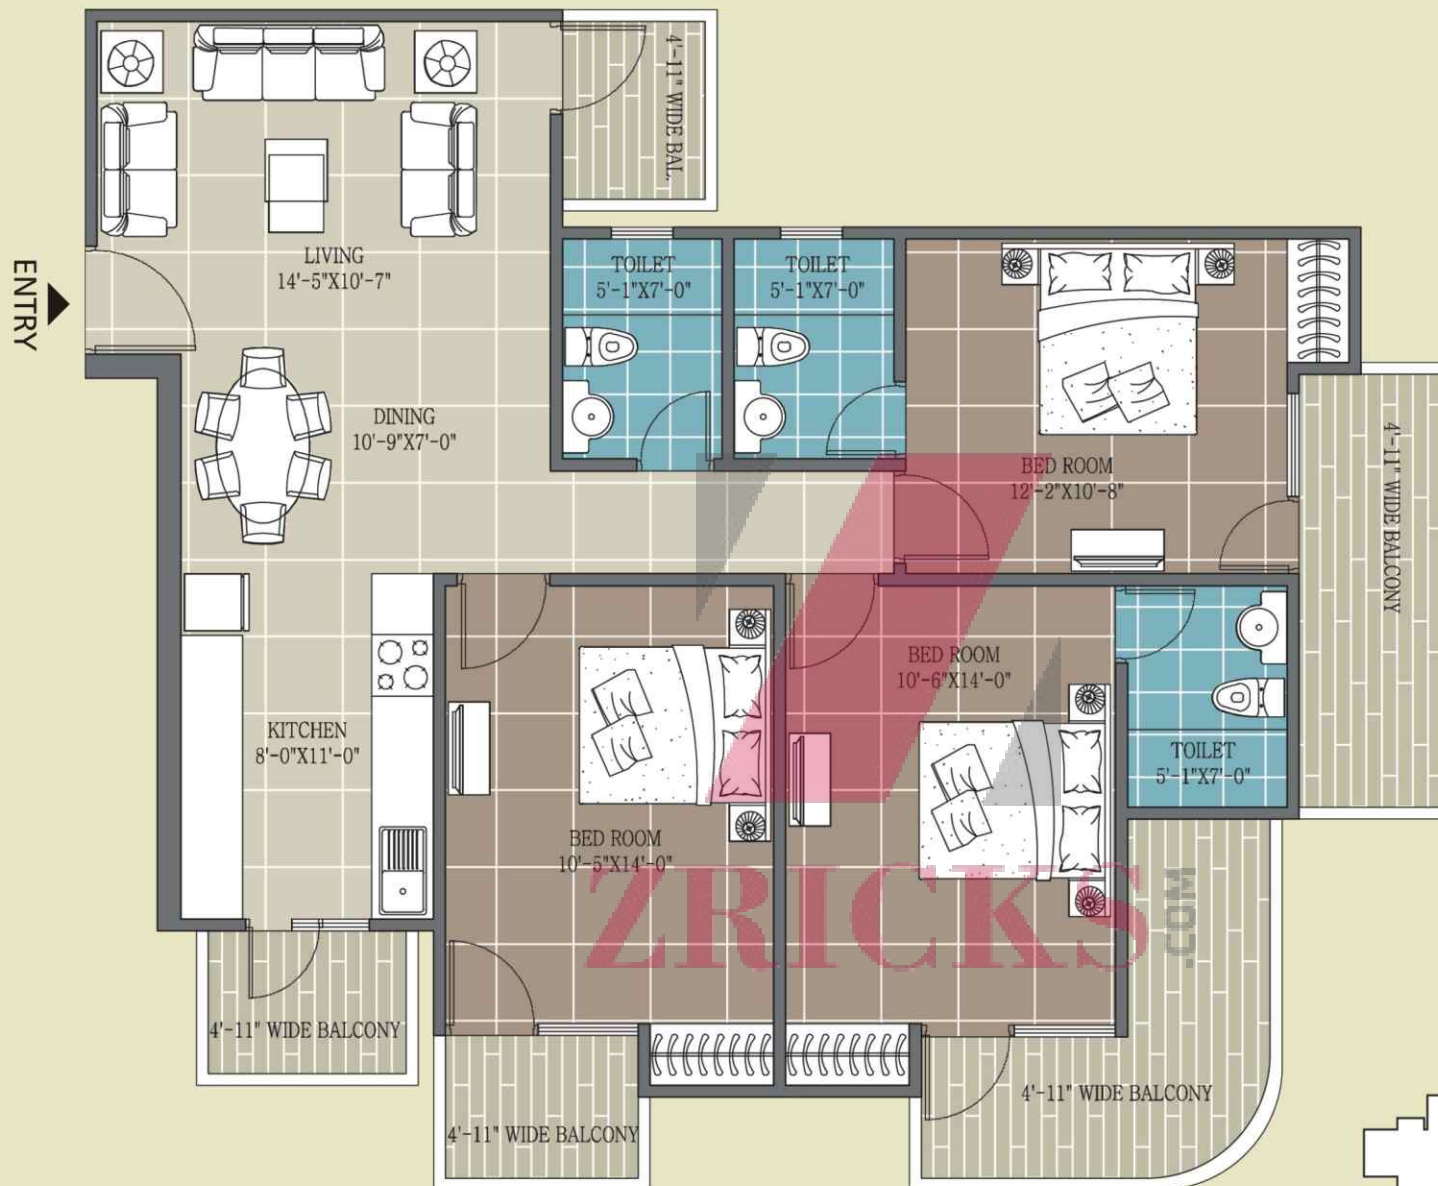 4'-11" WIDE BAL.
ENTRY
LIVING
14'-5"X10'-7"
TOILET
5'-1"X7'-0"
TOILET
5'-1"X7'-0"
DINING
10'-9"X7'-0"
BED ROOM
12'-2"X10'-8"
4'-11" WIDE BALCONY
BED ROOM
10'-6"X14'-0"
KITCHEN
8'-0"X11'-0"
TOILET
5'-1"X7'-0"
BED ROOM
10'-5"X14'-0"
ZRICKS
.COM
4'-11" WIDE BALCONY
4'-11" WIDE BALCONY
4'-11" WIDE BALCONY